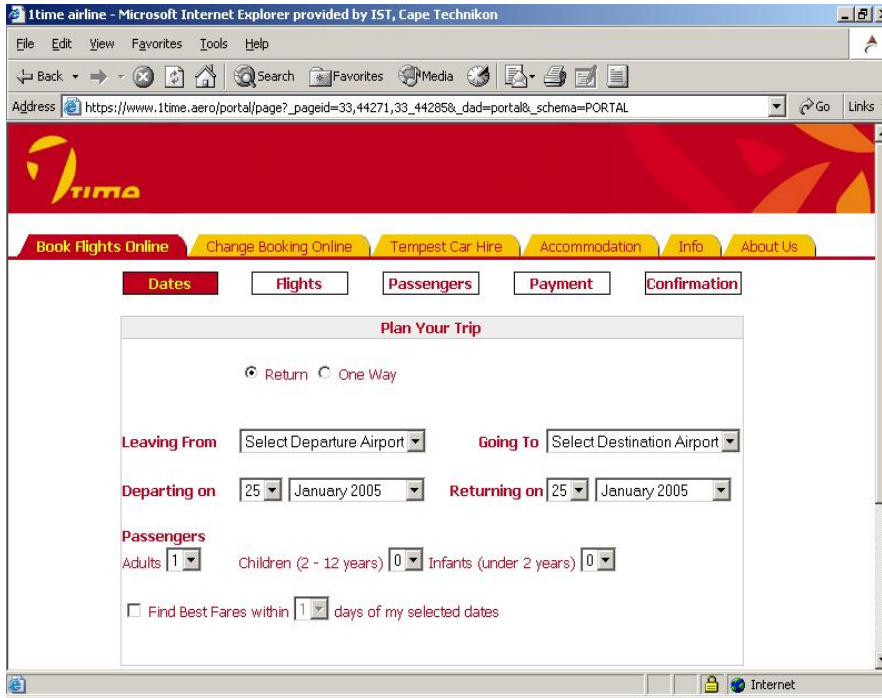 1time airline - Microsoft Internet Explorer provided by IST, Cape Technikon
File Edit View Favorites Tools Help
Back Search Favorites Media
Address https://www.1time.aero/portal/page?_pageid=33,44271,33_44285&_dad=portal&_schema=PORTAL Go Links
1TIME
Book Flights Online Change Booking Online Tempest Car Hire Accommodation Info About Us
Dates Flights Passengers Payment Confirmation
Plan Your Trip
Return One Way
Leaving From Select Departure Airport Going To Select Destination Airport
Departing on 25 January 2005 Returning on 25 January 2005
Passengers
Adults 1 Children (2 - 12 years) 0 Infants (under 2 years) 0
Find Best Fares within 1 days of my selected dates
Internet